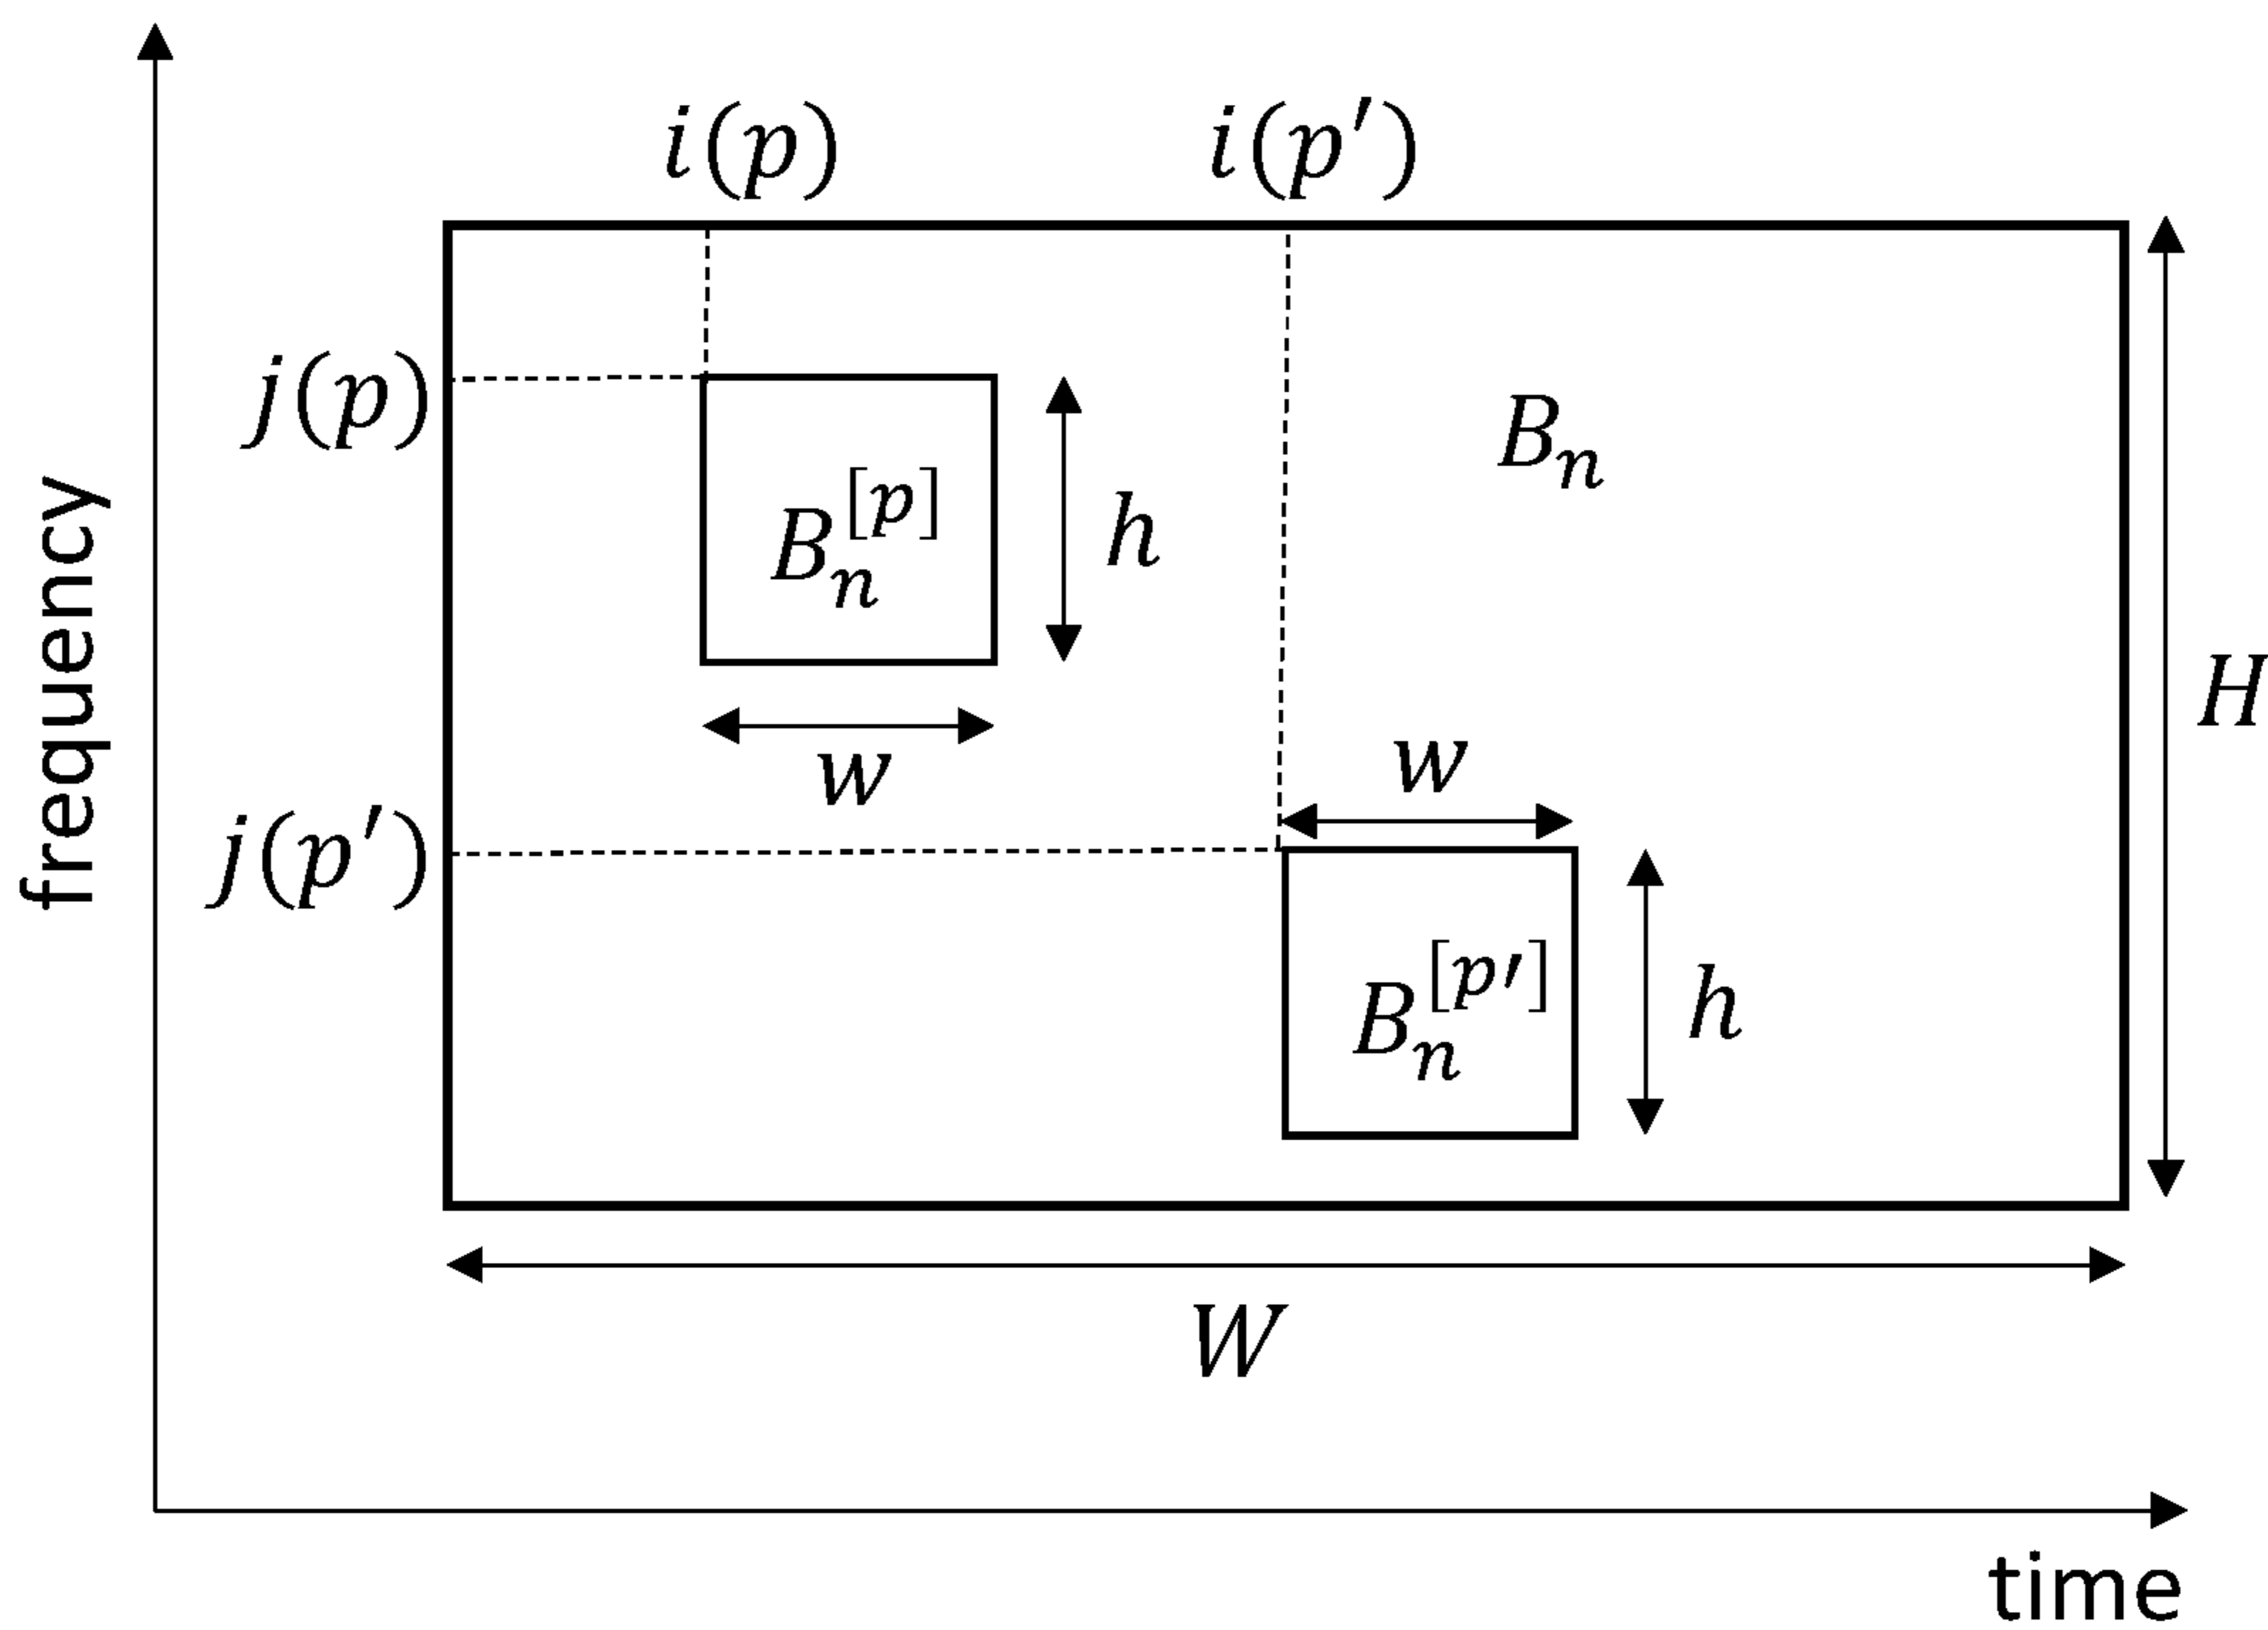 i(p) i(p′)
j(p)
B_n
B_n^[p]
h
frequency
H
w
w
j(p′)
B_n^[p′]
h
W
time